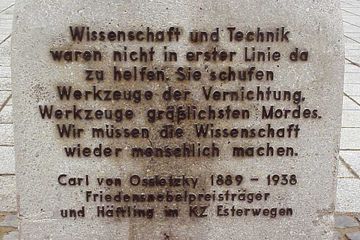 Wissenschaft und Technik
waren nicht in erster Linie da
zu helfen. Sie schufen
Werkzeuge der Vernichtung,
Werkzeuge gräßlichsten Mordes.
Wir müssen die Wissenschaft
wieder menschlich machen.
Carl von Ossietzky 1889 - 1938
Friedensnobelpreisträger
und Häftling im KZ Esterwegen